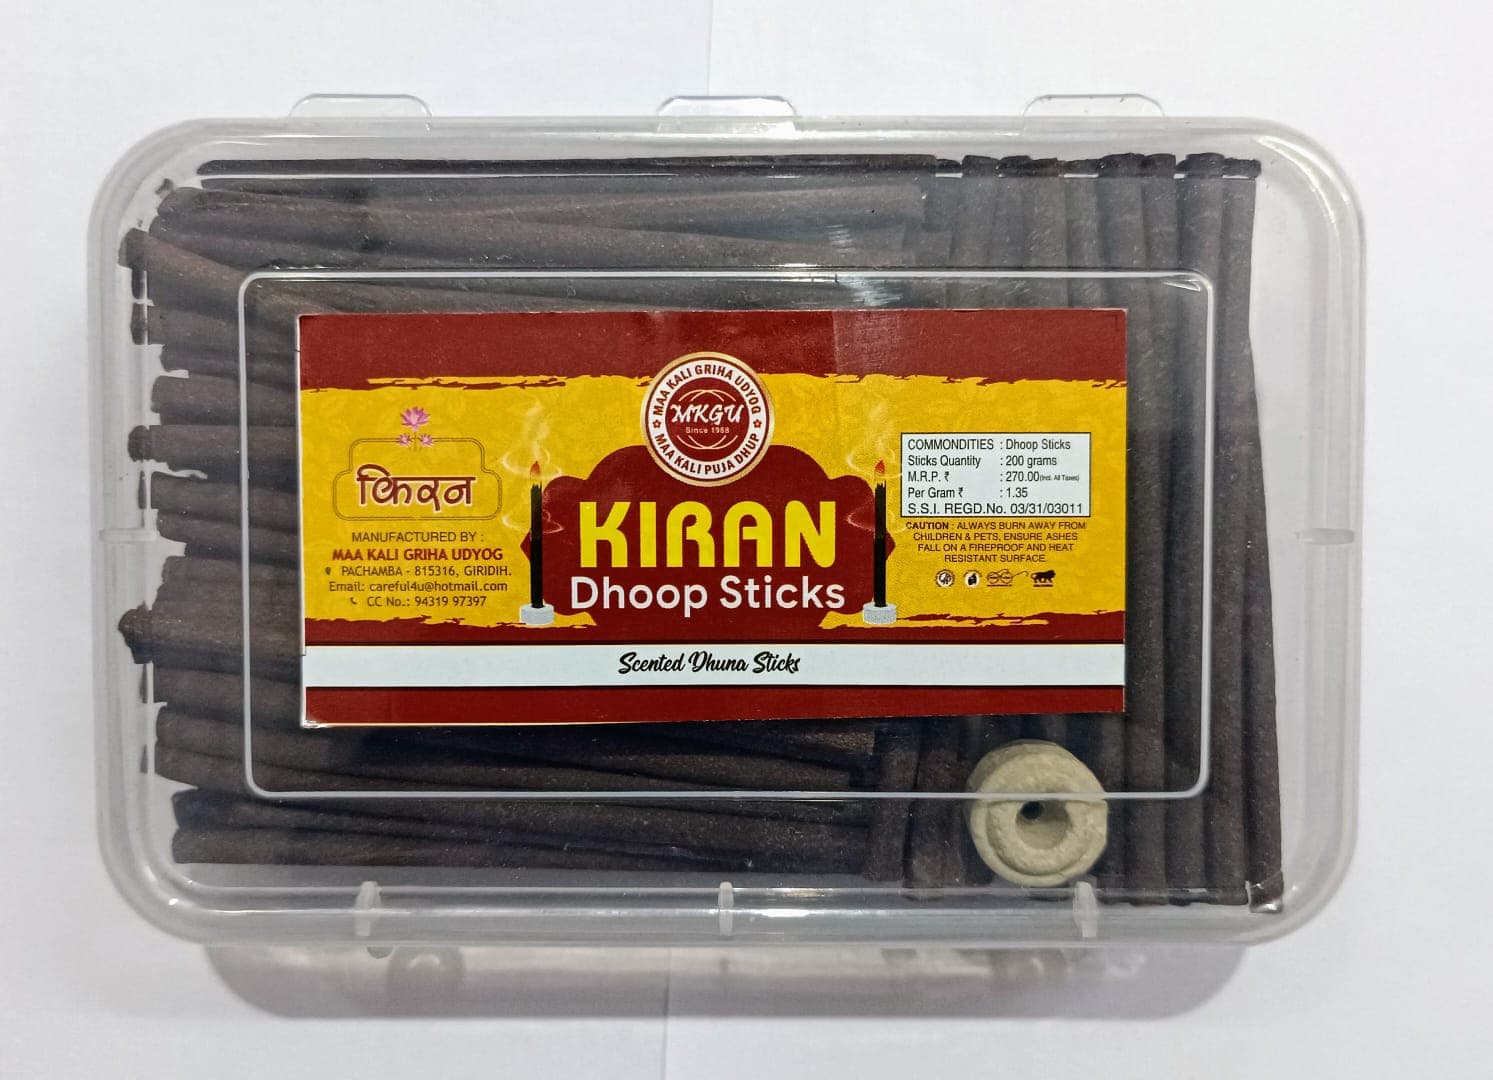 MAA KALI GRIHA UDYOG
MKGU
Since 1988
MAA KALI PUJA DHUP
किरन
MANUFACTURED BY :
MAA KALI GRIHA UDYOG
PACHAMBA - 815316, GIRIDIH.
Email: careful4u@hotmail.com
CC No.: 94319 97397
KIRAN
Dhoop Sticks
COMMONDITIES : Dhoop Sticks
Sticks Quantity : 200 grams
M.R.P. ₹ : 270.00(Incl. All Taxes)
Per Gram ₹ : 1.35
S.S.I. REGD.No. 03/31/03011
CAUTION : ALWAYS BURN AWAY FROM
CHILDREN & PETS, ENSURE ASHES
FALL ON A FIREPROOF AND HEAT
RESISTANT SURFACE.
Scented Dhuna Sticks